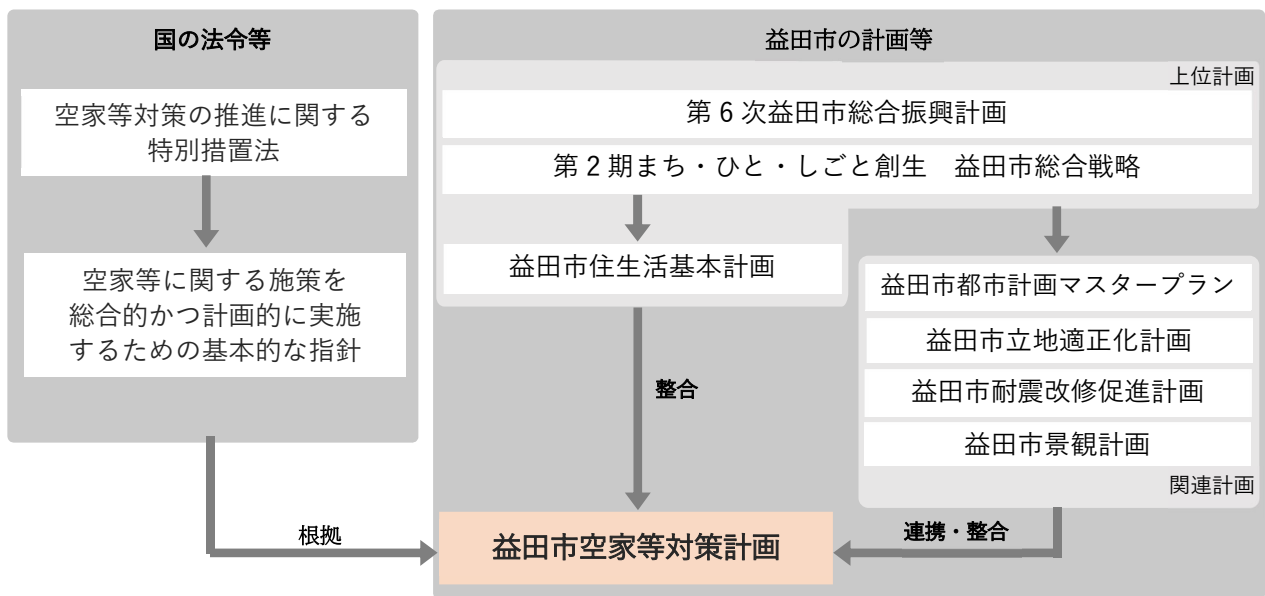 国の法令等
空家等対策の推進に関する
特別措置法
空家等に関する施策を
総合的かつ計画的に実施
するための基本的な指針
根拠
益田市の計画等
上位計画
第6次益田市総合振興計画
第2期まち・ひと・しごと創生　益田市総合戦略
益田市住生活基本計画
整合
益田市都市計画マスタープラン
益田市立地適正化計画
益田市耐震改修促進計画
益田市景観計画
関連計画
連携・整合
益田市空家等対策計画